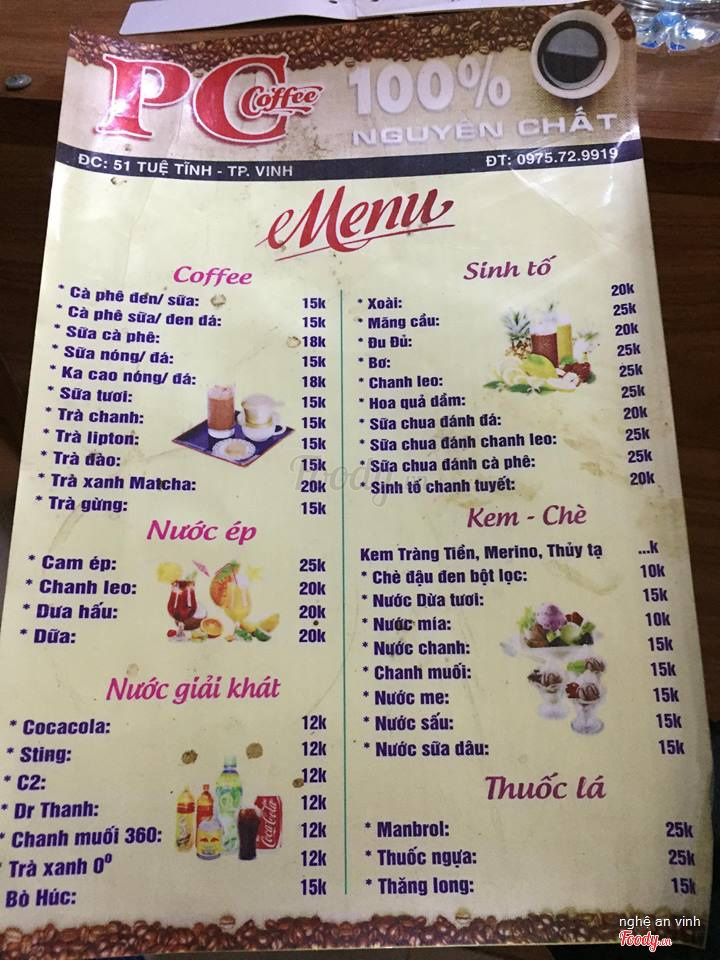 PC Coffee 100%
NGUYÊN CHẤT
ĐC: 51 TUỆ TĨNH - TP. VINH
ĐT: 0975.72.9919
Menu
Coffee
* Cà phê đen/ sữa: 15k
* Cà phê sữa/ đen đá: 15k
* Sữa cà phê: 18k
* Sữa nóng/ đá: 15k
* Ka cao nóng/ đá: 18k
* Sữa tươi: 15k
* Trà chanh: 15k
* Trà lipton: 15k
* Trà đào: 15k
* Trà xanh Matcha: 20k
* Trà gừng: 15k
Nước ép
* Cam ép: 25k
* Chanh leo: 20k
* Dưa hấu: 20k
* Dừa: 20k
Nước giải khát
* Cocacola: 12k
* Sting: 12k
* C2: 12k
* Dr Thanh: 12k
* Chanh muối 360: 12k
* Trà xanh 0⁰ 12k
Bò Húc: 15k
Sinh tố
* Xoài: 20k
* Mãng cầu: 25k
* Đu Đủ: 20k
* Bơ: 25k
* Chanh leo: 25k
* Hoa quả dầm: 25k
* Sữa chua đánh đá: 20k
* Sữa chua đánh chanh leo: 25k
* Sữa chua đánh cà phê: 25k
* Sinh tố chanh tuyết: 20k
Kem - Chè
Kem Tràng Tiền, Merino, Thủy tạ ...k
* Chè đậu đen bột lọc: 10k
* Nước Dừa tươi: 15k
* Nước mía: 10k
* Nước chanh: 15k
* Chanh muối: 15k
* Nước me: 15k
* Nước sấu: 15k
* Nước sữa dâu: 15k
Thuốc lá
* Manbrol: 25k
* Thuốc ngựa: 25k
* Thăng long: 15k
Foody.vn
Coca-Cola
nghệ an vinh
Foody.vn